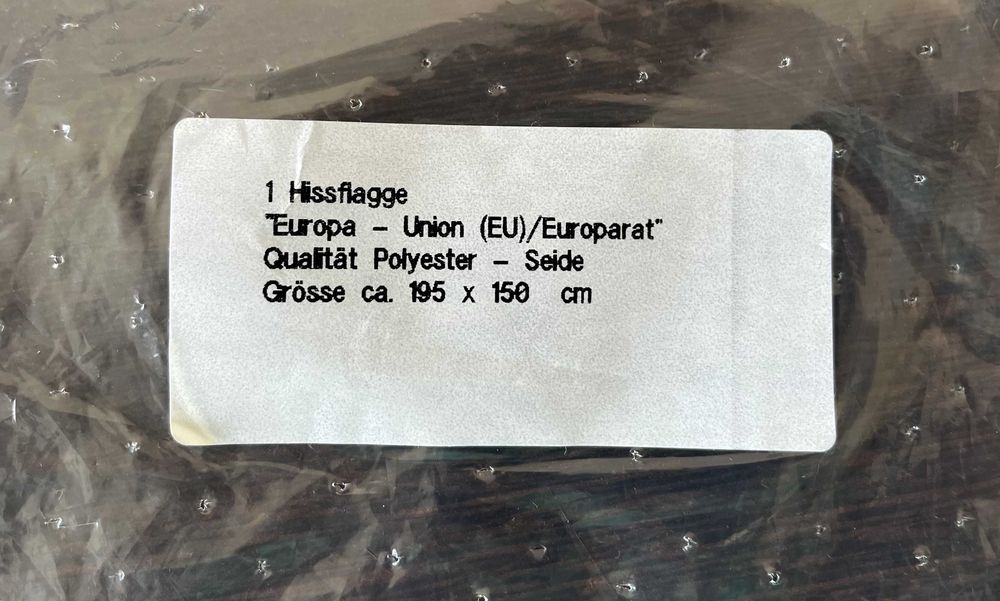 1 Hissflagge
"Europa – Union (EU)/Europarat"
Qualität Polyester – Seide
Grösse ca. 195 x 150 cm